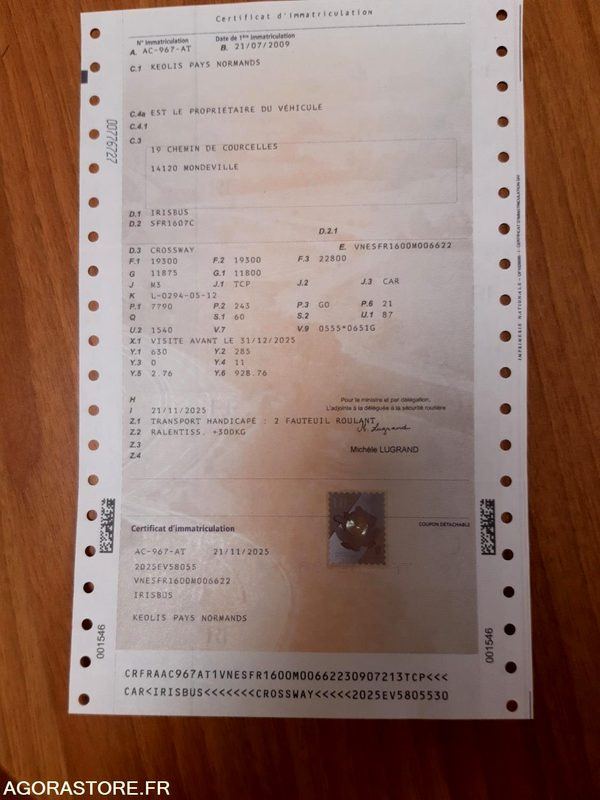 Certificat d'immatriculation
N° Immatriculation Date de 1ère immatriculation
A. AC-967-AT B. 21/07/2009
C.1 KEOLIS PAYS NORMANDS
C.4a EST LE PROPRIÉTAIRE DU VÉHICULE
C.4.1
C.3
19 CHEMIN DE COURCELLES
14120 MONDEVILLE
D.1 IRISBUS
D.2 SFR1607C
D.2.1
D.3 CROSSWAY E. VNESFR1600M006622
F.1 19300 F.2 19300 F.3 22800
G 11875 G.1 11800
J M3 J.1 TCP J.2 J.3 CAR
K L-0294-05-12
P.1 7790 P.2 243 P.3 GO P.6 21
Q S.1 60 S.2 U.1 87
U.2 1540 V.7 V.9 0555*0651G
X.1 VISITE AVANT LE 31/12/2025
Y.1 630 Y.2 285
Y.3 0 Y.4 11
Y.5 2.76 Y.6 928.76
H
Pour le ministre et par délégation,
I 21/11/2025
L'adjointe à la déléguée à la sécurité routière
Z.1 TRANSPORT HANDICAPÉ : 2 FAUTEUIL ROULANT
Z.2 RALENTISS. +300KG
M. Lugrand
Z.3
Michèle LUGRAND
Z.4
Certificat d'immatriculation
COUPON DÉTACHABLE
AC-967-AT 21/11/2025
2025EV58055
VNESFR1600M006622
IRISBUS
KEOLIS PAYS NORMANDS
CRFRAAC967AT1VNESFR1600M00662230907213TCP<<<
CAR<IRISBUS<<<<<<<CROSSWAY<<<<<2025EV5805530
00776727
001546
001546
AGORASTORE.FR